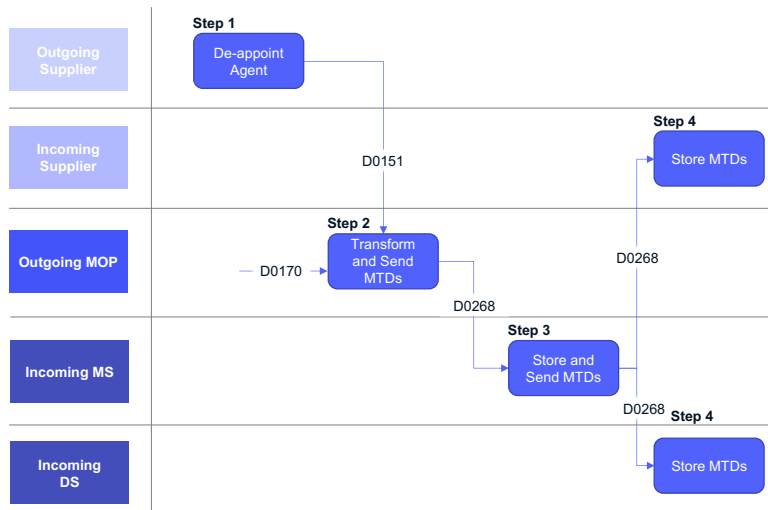 Step 1
Outgoing
Supplier
De-appoint
Agent
Step 4
Incoming
Supplier
Store MTDs
D0151
Step 2
Outgoing MOP
Transform
and Send
MTDs
D0170
D0268
D0268
Step 3
Incoming MS
Store and
Send MTDs
D0268
Step 4
Incoming
DS
Store MTDs